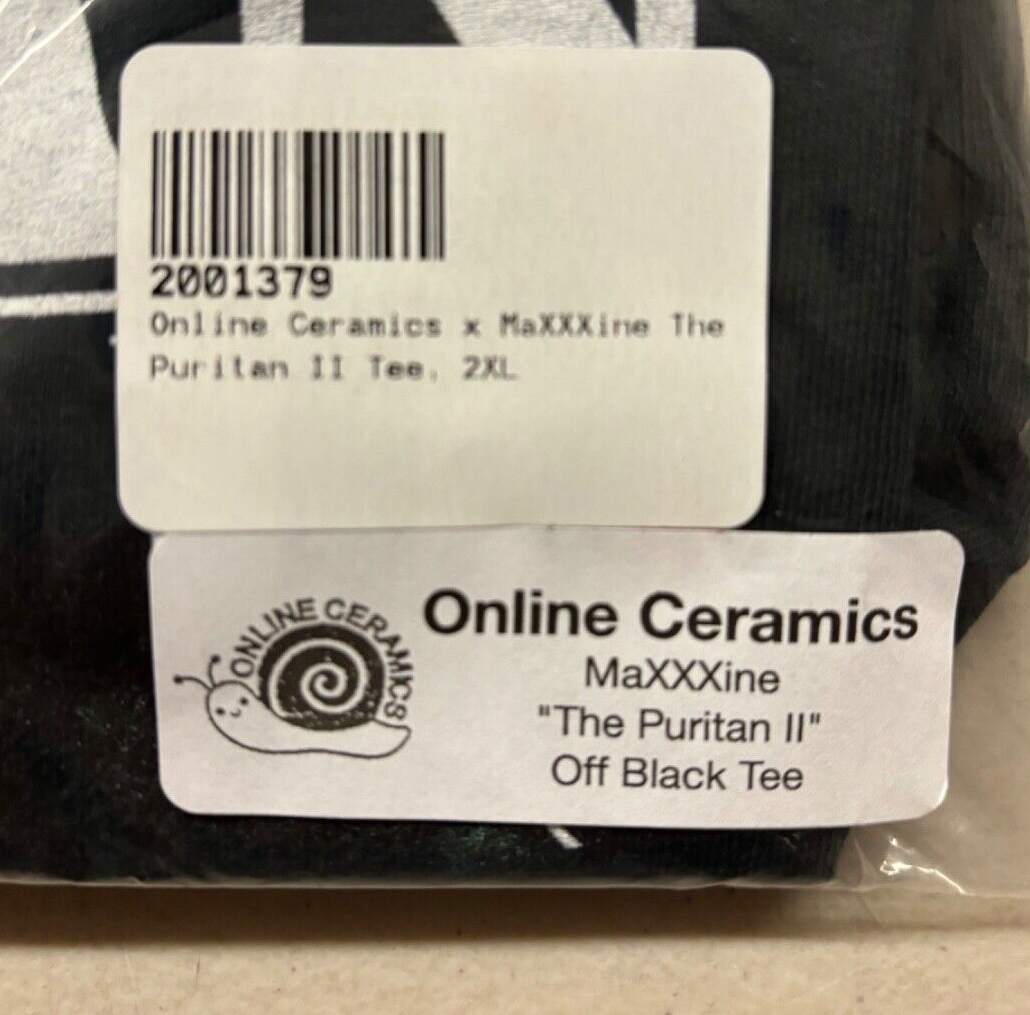 2001379
Online Ceramics x MaXXXine The
Puritan II Tee. 2XL
ONLINE CERAMICS
Online Ceramics
MaXXXine
"The Puritan II"
Off Black Tee